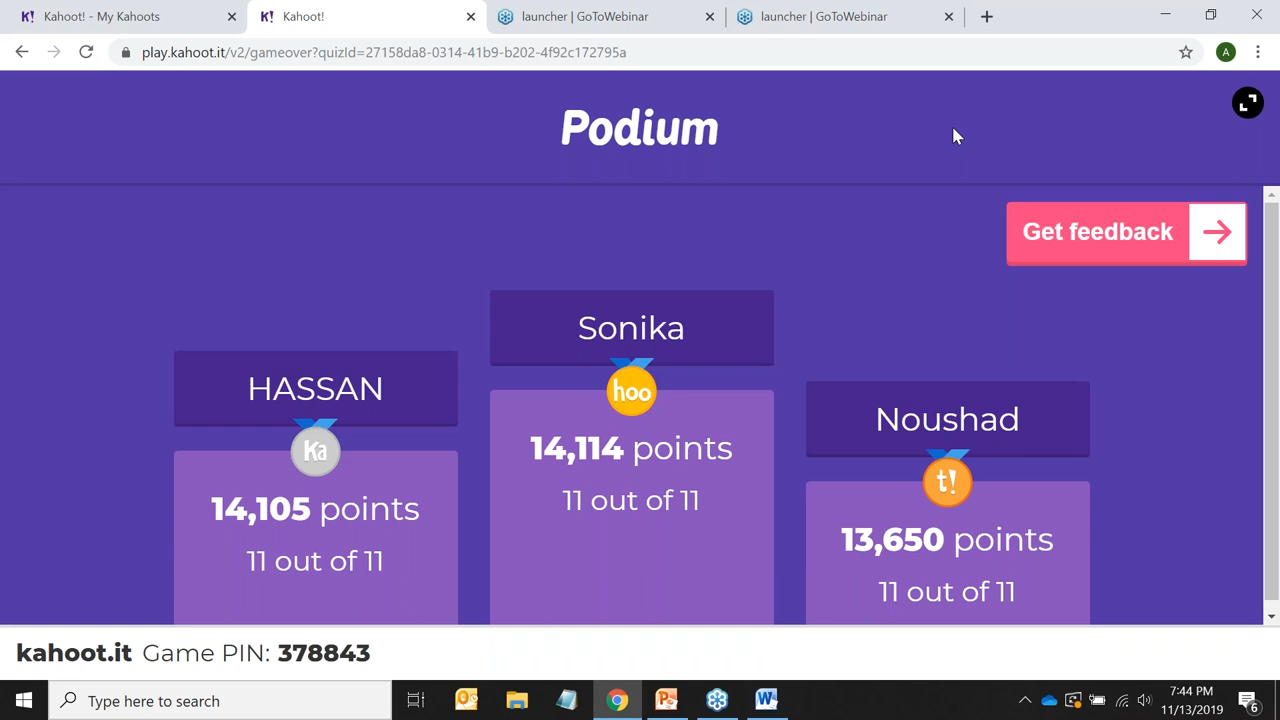 K! Kahoot! - My Kahoots
K! Kahoot!
launcher | GoToWebinar
launcher | GoToWebinar
play.kahoot.it/v2/gameover?quizId=27158da8-0314-41b9-b202-4f92c172795a
A
Podium
Get feedback
Sonika
HASSAN
hoo
Noushad
14,114 points
ka
t!
11 out of 11
14,105 points
13,650 points
11 out of 11
11 out of 11
kahoot.it Game PIN: 378843
Type here to search
7:44 PM
11/13/2019
6